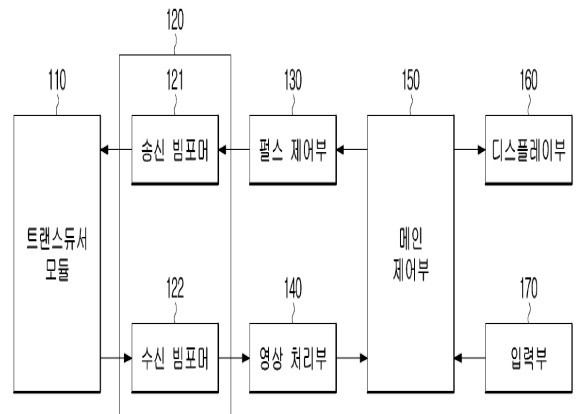 120
110
121
130
150
160
송신 빔포머
펄스 제어부
디스플레이부
트랜스듀서
모듈
메인
제어부
122
140
170
수신 빔포머
영상 처리부
입력부